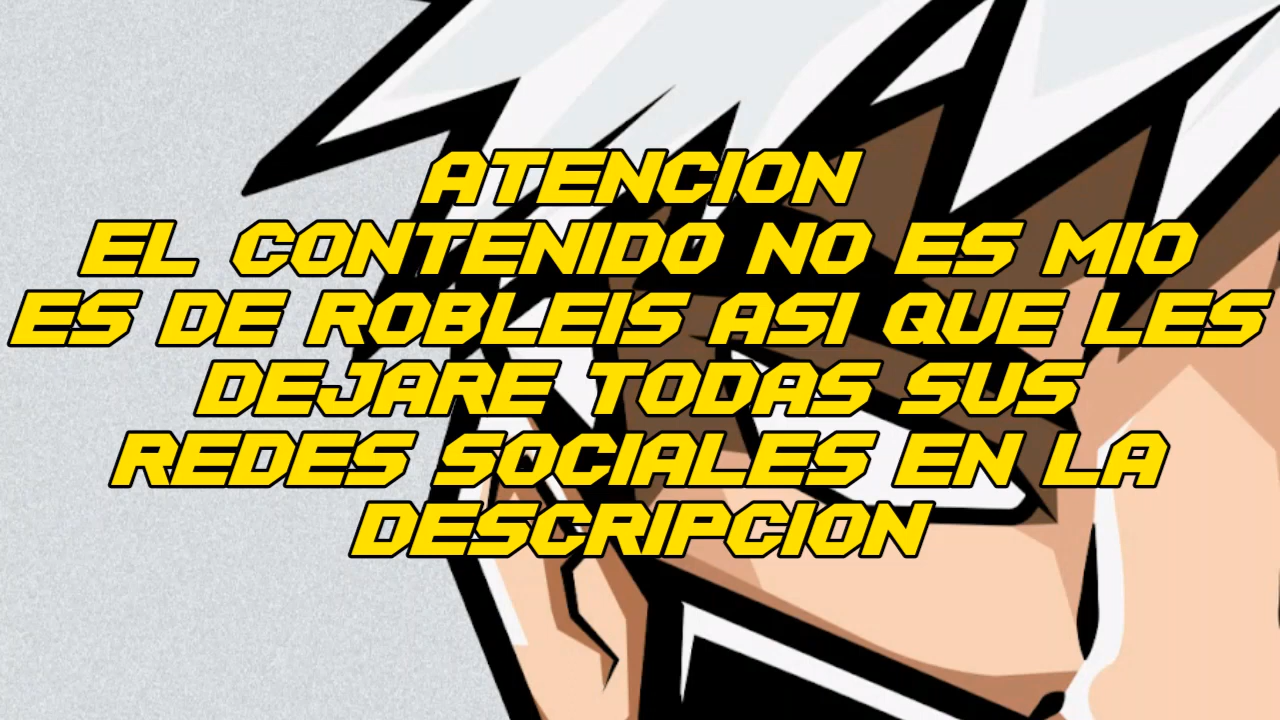 ATENCION
EL CONTENIDO NO ES MIO
ES DE ROBLEIS ASI QUE LES
DEJARE TODAS SUS
REDES SOCIALES EN LA
DESCRIPCION